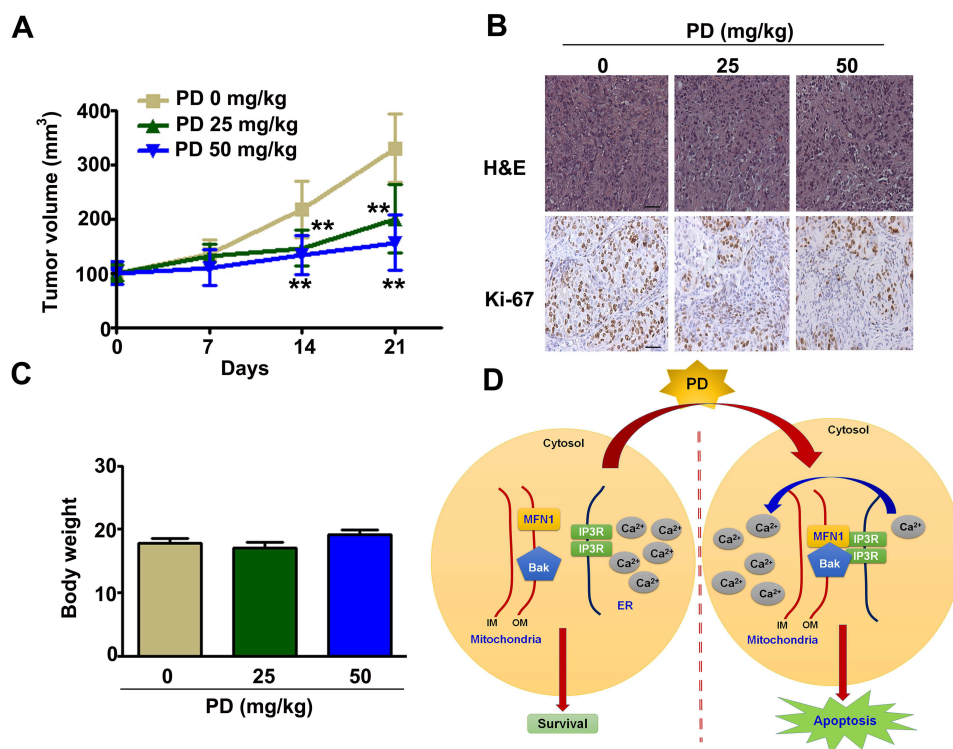 A
Tumor volume (mm³)
400
300
200
100
0
PD 0 mg/kg
PD 25 mg/kg
PD 50 mg/kg
**
**
**
**
0 7 14 21
Days
B
PD (mg/kg)
0 25 50
H&E
Ki-67
C
Body weight
30
20
10
0
0 25 50
PD (mg/kg)
D
PD
Cytosol
MFN1
Bak
IP3R
IP3R
Ca²⁺
Ca²⁺
Ca²⁺
Ca²⁺
Ca²⁺
Ca²⁺
ER
IM OM
Mitochondria
Survival
Cytosol
Ca²⁺
Ca²⁺
Ca²⁺
Ca²⁺
Ca²⁺
Ca²⁺
MFN1
Bak
IP3R
IP3R
IM OM
Mitochondria
Apoptosis